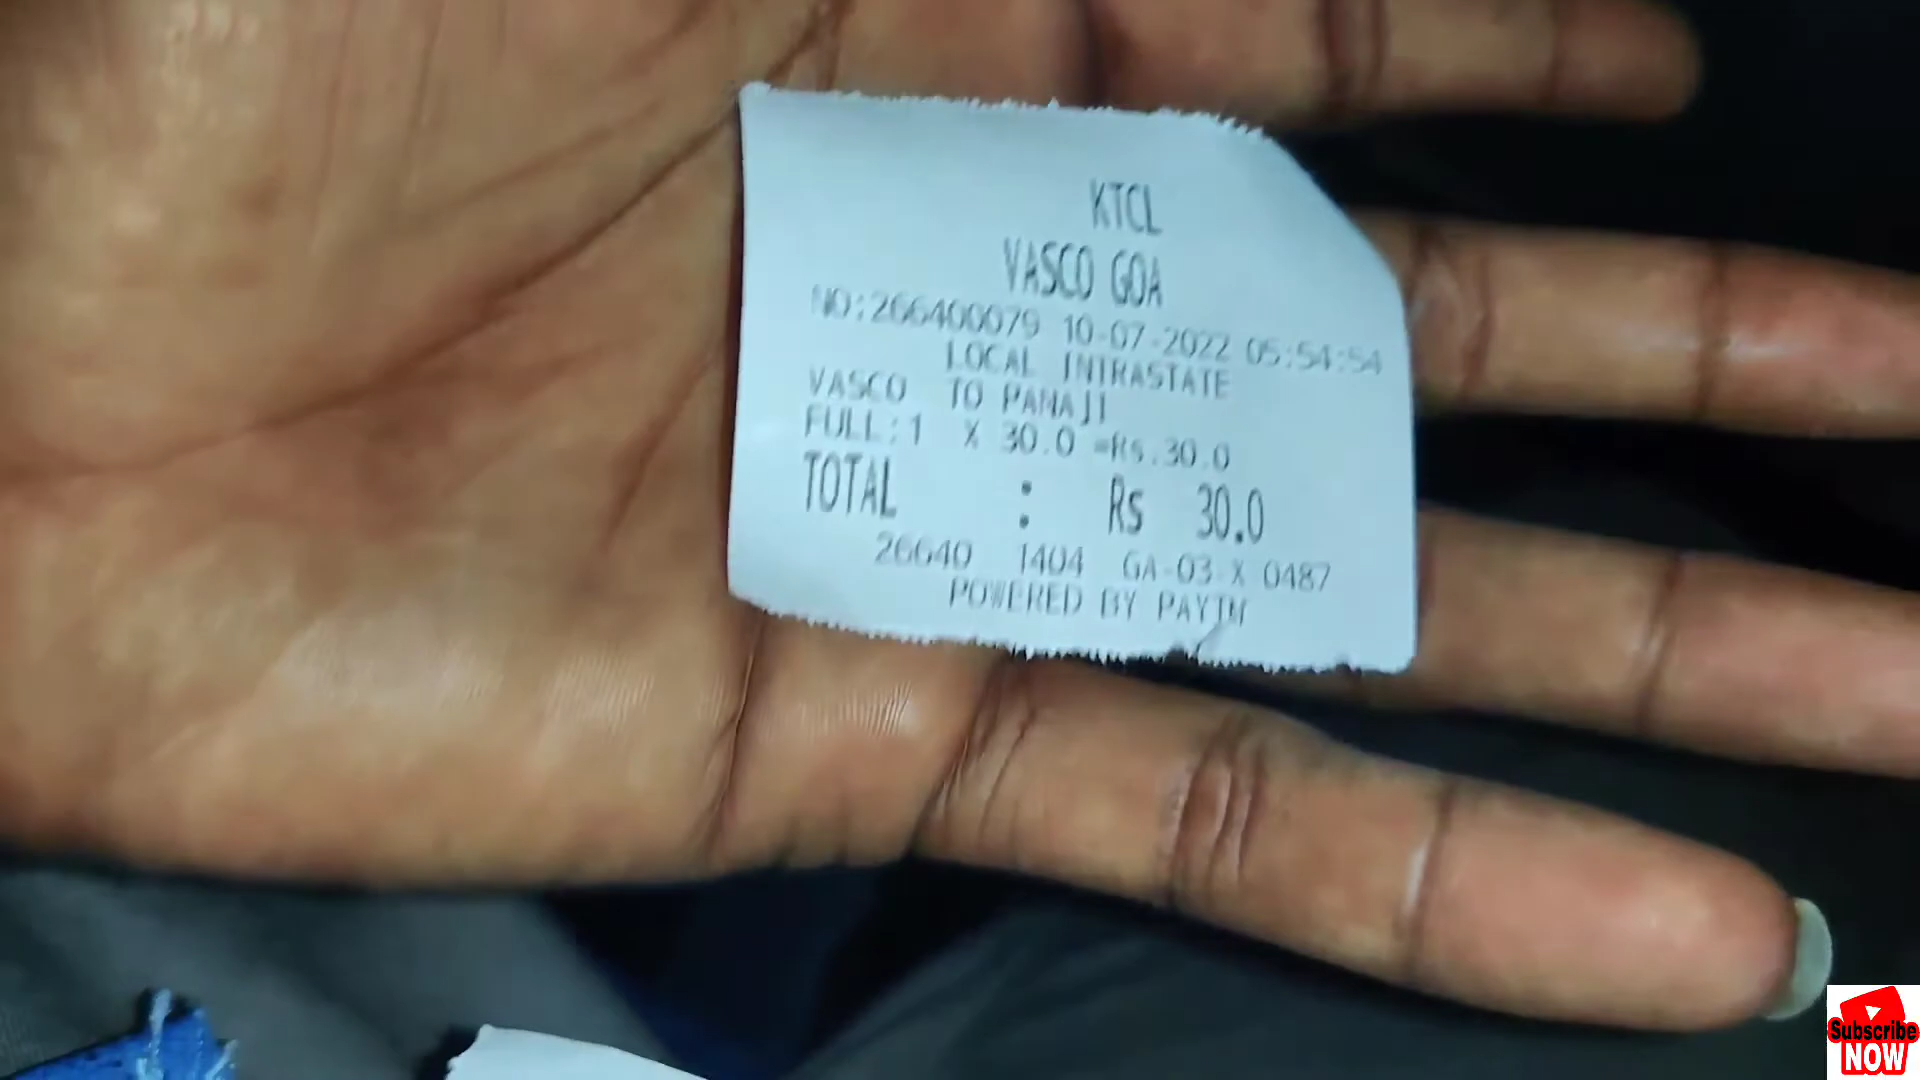 KTCL
VASCO GOA
NO:266400079 10-07-2022 05:54:54
LOCAL INTRASTATE
VASCO TO PANAJI
FULL:1 X 30.0 =Rs.30.0
TOTAL : Rs 30.0
26640 1404 GA-03-X 0487
POWERED BY PAYTM
Subscribe
NOW